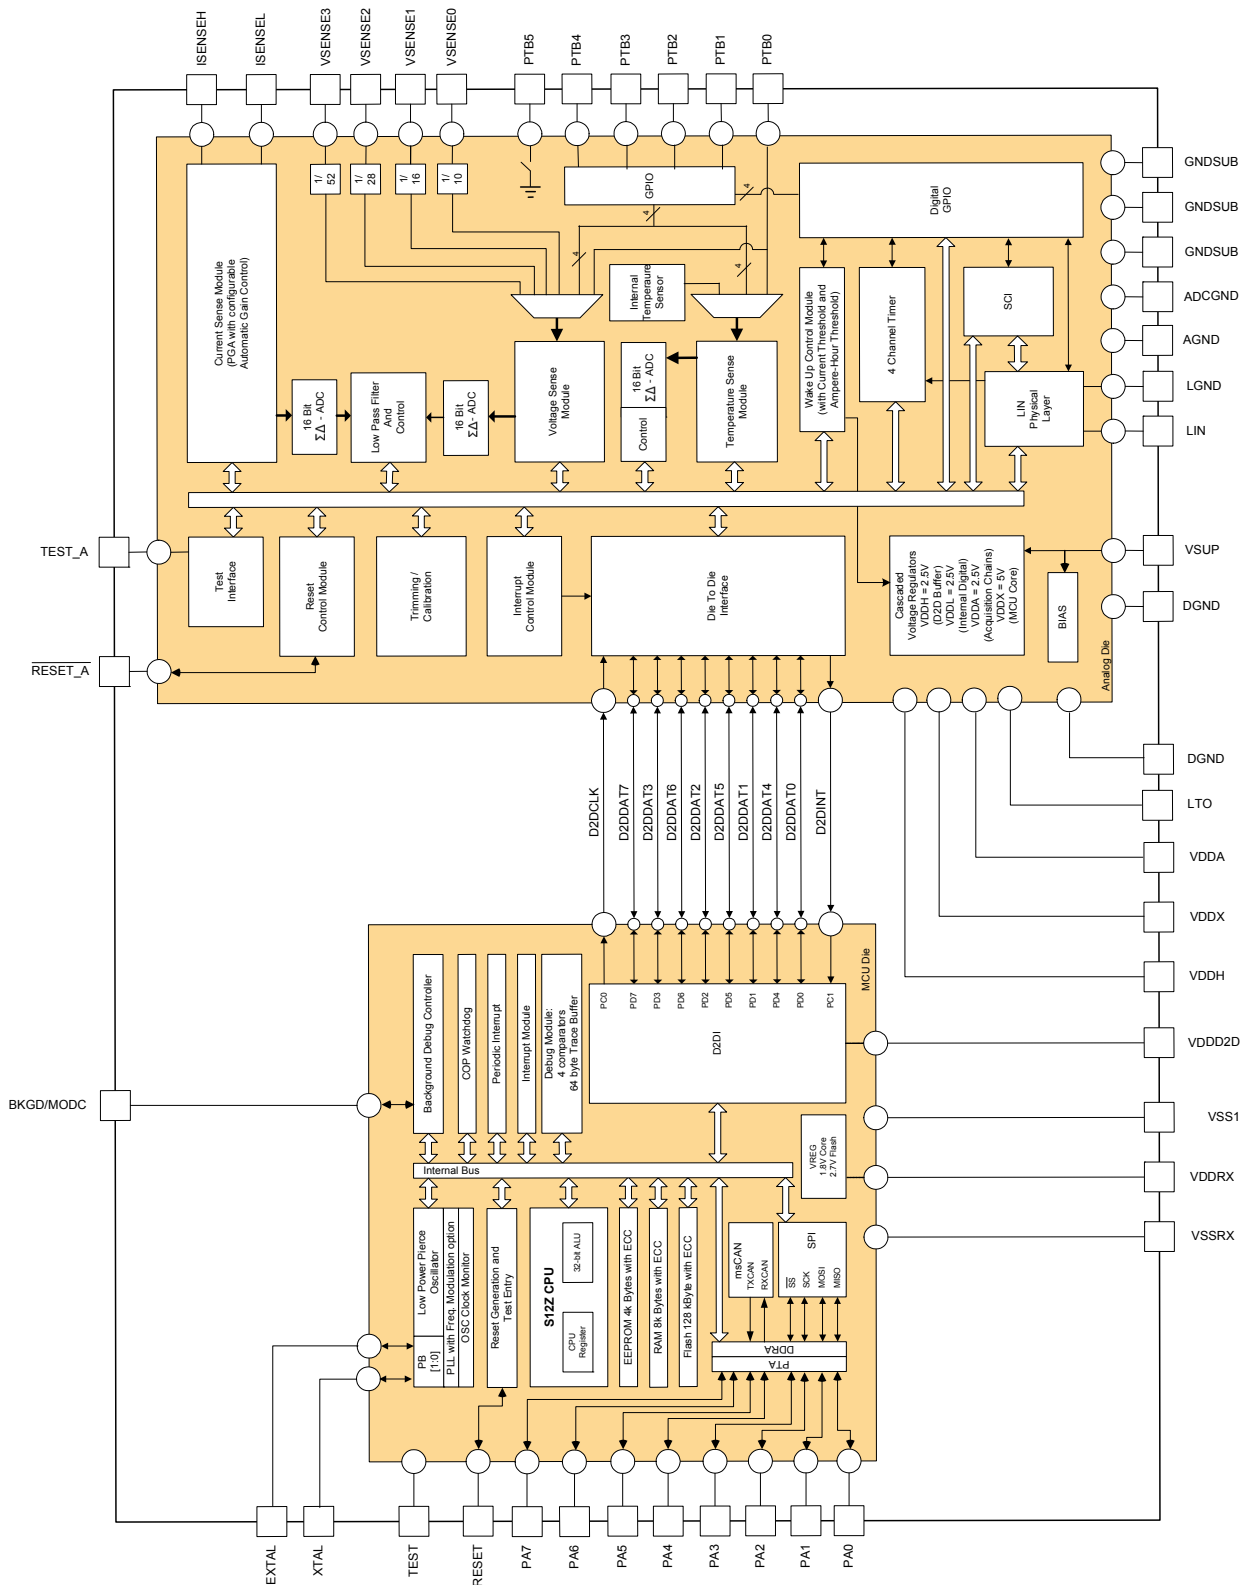 ISENSEH
ISENSEL
VSENSE3
VSENSE2
VSENSE1
VSENSE0
PTB5
PTB4
PTB3
PTB2
PTB1
PTB0
GNDSUB
GNDSUB
GNDSUB
ADCGND
AGND
LGND
LIN
VSUP
DGND
TEST_A
RESET_A
Current Sense Module
(PGA with configurable
Automatic Gain Control)
1/
52
1/
28
1/
16
1/
10
GPIO
4
4
4
4
Digital
GPIO
Internal
Temperaure
Sensor
16 Bit
ΣΔ - ADC
Low Pass Filter
And
Control
16 Bit
ΣΔ - ADC
Voltage Sense
Module
16 Bit
ΣΔ - ADC
Control
Temperature Sense
Module
Wake Up Control Module
(with Current Threshold and
Ampere-Hour Threshold)
4 Channel Timer
SCI
LIN
Physical
Layer
Test
Interface
Reset
Control Module
Trimming /
Calibration
Interrupt
Control Module
Die To Die
Interface
Cascaded
Voltage Regulators
VDDH = 2.5V
(D2D Buffer)
VDDL = 2.5V
(Internal Digital)
VDDA = 2.5V
(Acquisition Chains)
VDDX = 5V
(MCU Core)
BIAS
Analog Die
D2DCLK
D2DDAT7
D2DDAT3
D2DDAT6
D2DDAT2
D2DDAT5
D2DDAT1
D2DDAT4
D2DDAT0
D2DINT
DGND
LTO
VDDA
VDDX
VDDH
VDDD2D
VSS1
VDDRX
VSSRX
BKGD/MODC
MCU Die
Background Debug Controller
COP Watchdog
Periodic Interrupt
Interrupt Module
Debug Module:
4 comparators
64 byte Trace Buffer
PC0
PD7
PD3
PD6
PD2
PD5
PD1
PD4
PD0
PC1
D2DI
Internal Bus
VREG
1.8V Core
2.7V Flash
Low Power Pierce
Oscillator
PB
[1:0]
PLL with Freq. Modulation option
OSC Clock Monitor
Reset Generation and
Test Entry
S12Z CPU
32-bit ALU
CPU
Register
EEPROM 4k Bytes with ECC
RAM 8k Bytes with ECC
Flash 128 kByte with ECC
msCAN
TXCAN
RXCAN
SPI
SS
SCK
MOSI
MISO
DDRA
PTA
EXTAL
XTAL
TEST
RESET
PA7
PA6
PA5
PA4
PA3
PA2
PA1
PA0